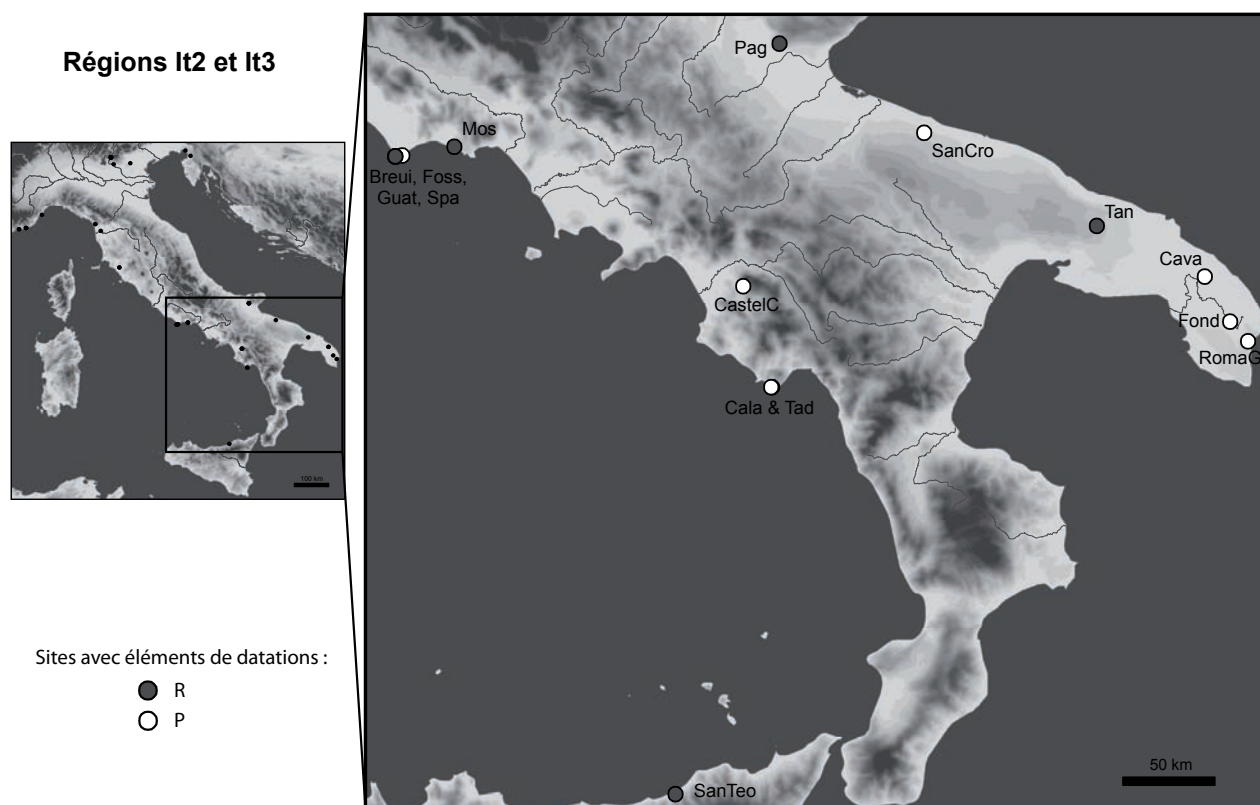 Régions It2 et It3
100 km
Sites avec éléments de datations :
R
P
Pag
Mos
SanCro
Breui, Foss,
Guat, Spa
Tan
Cava
CastelC
Fond
RomaG
Cala & Tad
50 km
SanTeo